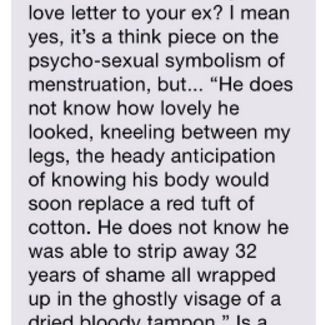 love letter to your ex? I mean
yes, it’s a think piece on the
psycho-sexual symbolism of
menstruation, but... “He does
not know how lovely he
looked, kneeling between my
legs, the heady anticipation
of knowing his body would
soon replace a red tuft of
cotton. He does not know he
was able to strip away 32
years of shame all wrapped
up in the ghostly visage of a
dried bloody tampon.” Is a